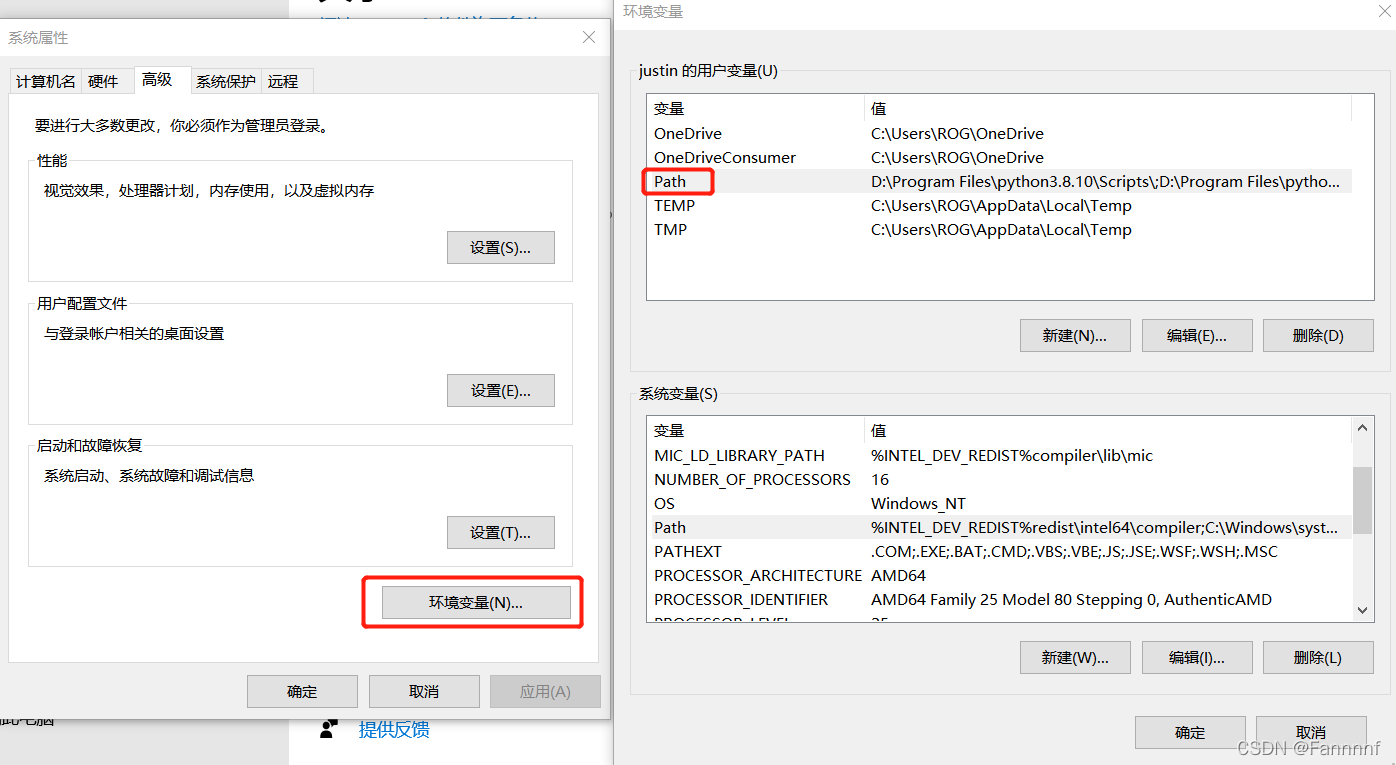 系统属性
计算机名 硬件 高级 系统保护 远程
要进行大多数更改，你必须作为管理员登录。
性能
视觉效果，处理器计划，内存使用，以及虚拟内存
设置(S)...
用户配置文件
与登录帐户相关的桌面设置
设置(E)...
启动和故障恢复
系统启动、系统故障和调试信息
设置(T)...
环境变量(N)...
确定 取消 应用(A)
提供反馈
环境变量
justin 的用户变量(U)
变量 值
OneDrive C:\Users\ROG\OneDrive
OneDriveConsumer C:\Users\ROG\OneDrive
Path D:\Program Files\python3.8.10\Scripts\;D:\Program Files\pytho...
TEMP C:\Users\ROG\AppData\Local\Temp
TMP C:\Users\ROG\AppData\Local\Temp
新建(N)... 编辑(E)... 删除(D)
系统变量(S)
变量 值
MIC_LD_LIBRARY_PATH %INTEL_DEV_REDIST%compiler\lib\mic
NUMBER_OF_PROCESSORS 16
OS Windows_NT
Path %INTEL_DEV_REDIST%redist\intel64\compiler;C:\Windows\syst...
PATHEXT .COM;.EXE;.BAT;.CMD;.VBS;.VBE;.JS;.JSE;.WSF;.WSH;.MSC
PROCESSOR_ARCHITECTURE AMD64
PROCESSOR_IDENTIFIER AMD64 Family 25 Model 80 Stepping 0, AuthenticAMD
新建(W)... 编辑(I)... 删除(L)
确定 取消
CSDN @Fannnnf